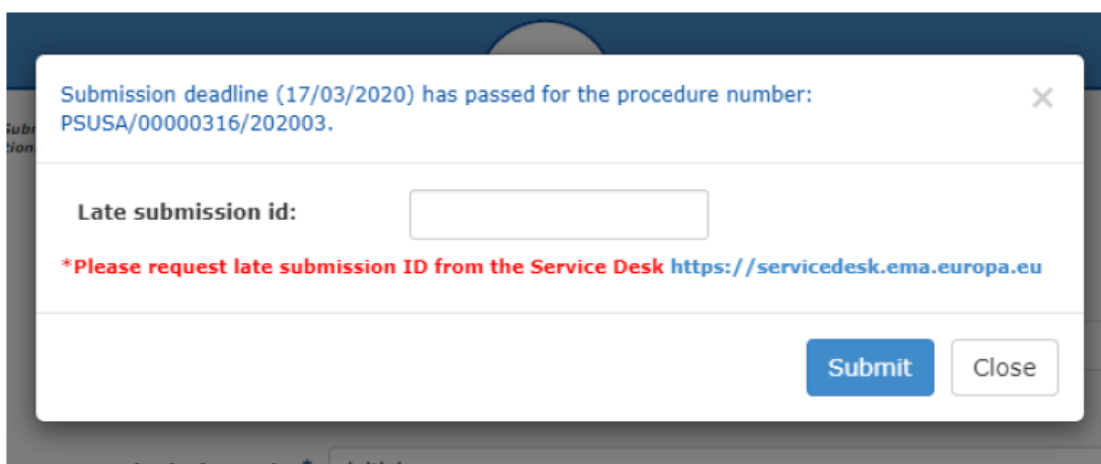 Submission deadline (17/03/2020) has passed for the procedure number:
PSUSA/00000316/202003.
×
Late submission id:
*Please request late submission ID from the Service Desk https://servicedesk.ema.europa.eu
Submit
Close